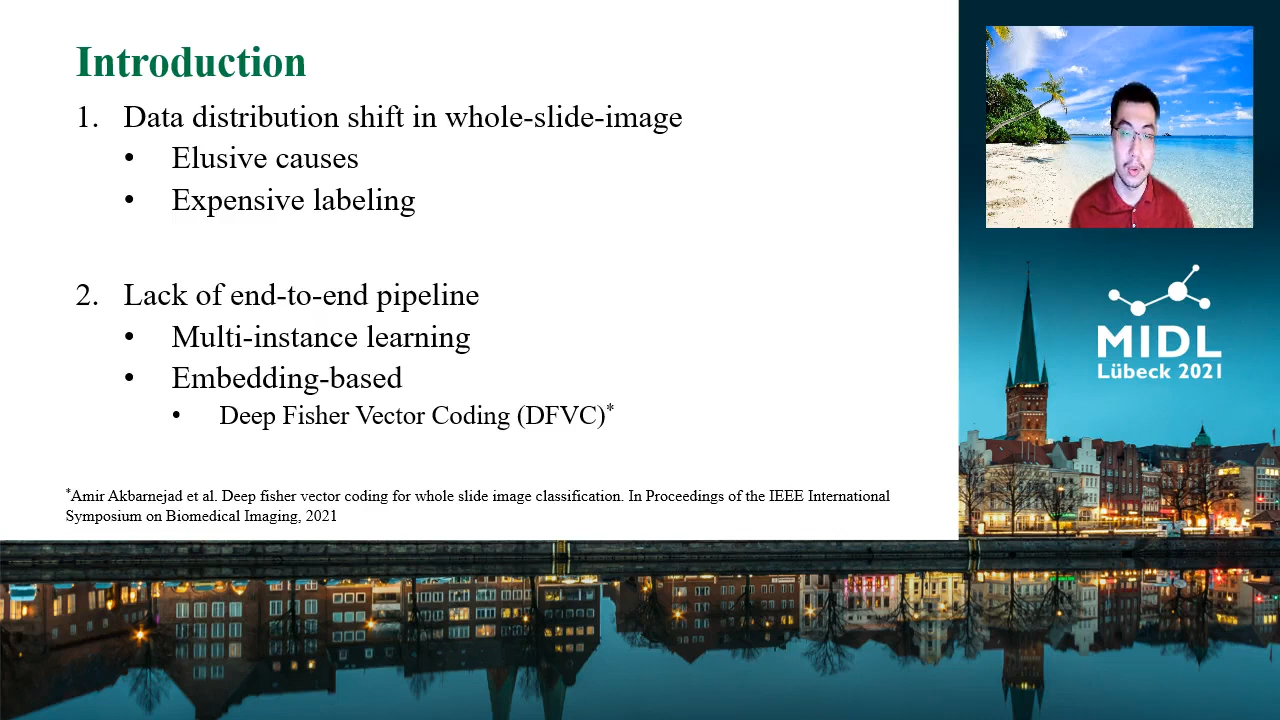 Introduction
1. Data distribution shift in whole-slide-image
• Elusive causes
• Expensive labeling
2. Lack of end-to-end pipeline
• Multi-instance learning
• Embedding-based
• Deep Fisher Vector Coding (DFVC)*
*Amir Akbarnejad et al. Deep fisher vector coding for whole slide image classification. In Proceedings of the IEEE International
Symposium on Biomedical Imaging, 2021
MIDL
Lübeck 2021